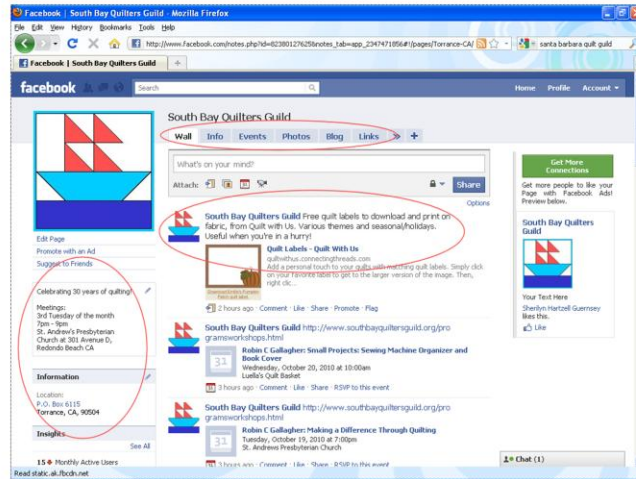 Facebook | South Bay Quilters Guild - Mozilla Firefox
File Edit View History Bookmarks Tools Help
http://www.facebook.com/notes.php?id=82380127625&notes_tab=app_2347471856#!/pages/Torrance-CA/
santa barbara quilt guild
Facebook | South Bay Quilters Guild
facebook
Search
Home Profile Account
South Bay Quilters Guild
Wall Info Events Photos Blog Links » +
What's on your mind?
Attach:
Share
Options
South Bay Quilters Guild Free quilt labels to download and print on
fabric, from Quilt with Us. Various themes and seasonal/holidays.
Useful when you're in a hurry!
Quilt Labels - Quilt With Us
quiltwithus.connectingthreads.com
Add a personal touch to your quilts with matching quilt labels. Simply click
on your favorite label to get to the larger version of the image. Then,
right clic...
2 hours ago · Comment · Like · Share · Promote · Flag
South Bay Quilters Guild http://www.southbayquiltersguild.org/pro
gramsworkshops.html
31
Robin C Gallagher: Small Projects: Sewing Machine Organizer and
Book Cover
Wednesday, October 20, 2010 at 10:00am
Luella's Quilt Basket
31 3 hours ago · Comment · Like · Share · RSVP to this event
South Bay Quilters Guild http://www.southbayquiltersguild.org/pro
gramsworkshops.html
31
Robin C Gallagher: Making a Difference Through Quilting
Tuesday, October 19, 2010 at 7:00pm
St. Andrews Presbyterian Church
31 3 hours ago · Comment · Like · Share · RSVP to this event
Edit Page
Promote with an Ad
Suggest to Friends
Celebrating 30 years of quilting!
Meetings:
3rd Tuesday of the month
7pm - 9pm
St. Andrew's Presbyterian
Church at 301 Avenue D,
Redondo Beach CA
Information
Location:
P.O. Box 6115
Torrance, CA, 90504
Insights
See All
15 Monthly Active Users
Get More
Connections
Get more people to like your
Page with Facebook Ads!
Preview below.
South Bay Quilters
Guild
Your Text Here
Sherilyn Hartzell Guernsey
likes this.
Like
Chat (1)
Read static.ak.fbcdn.net